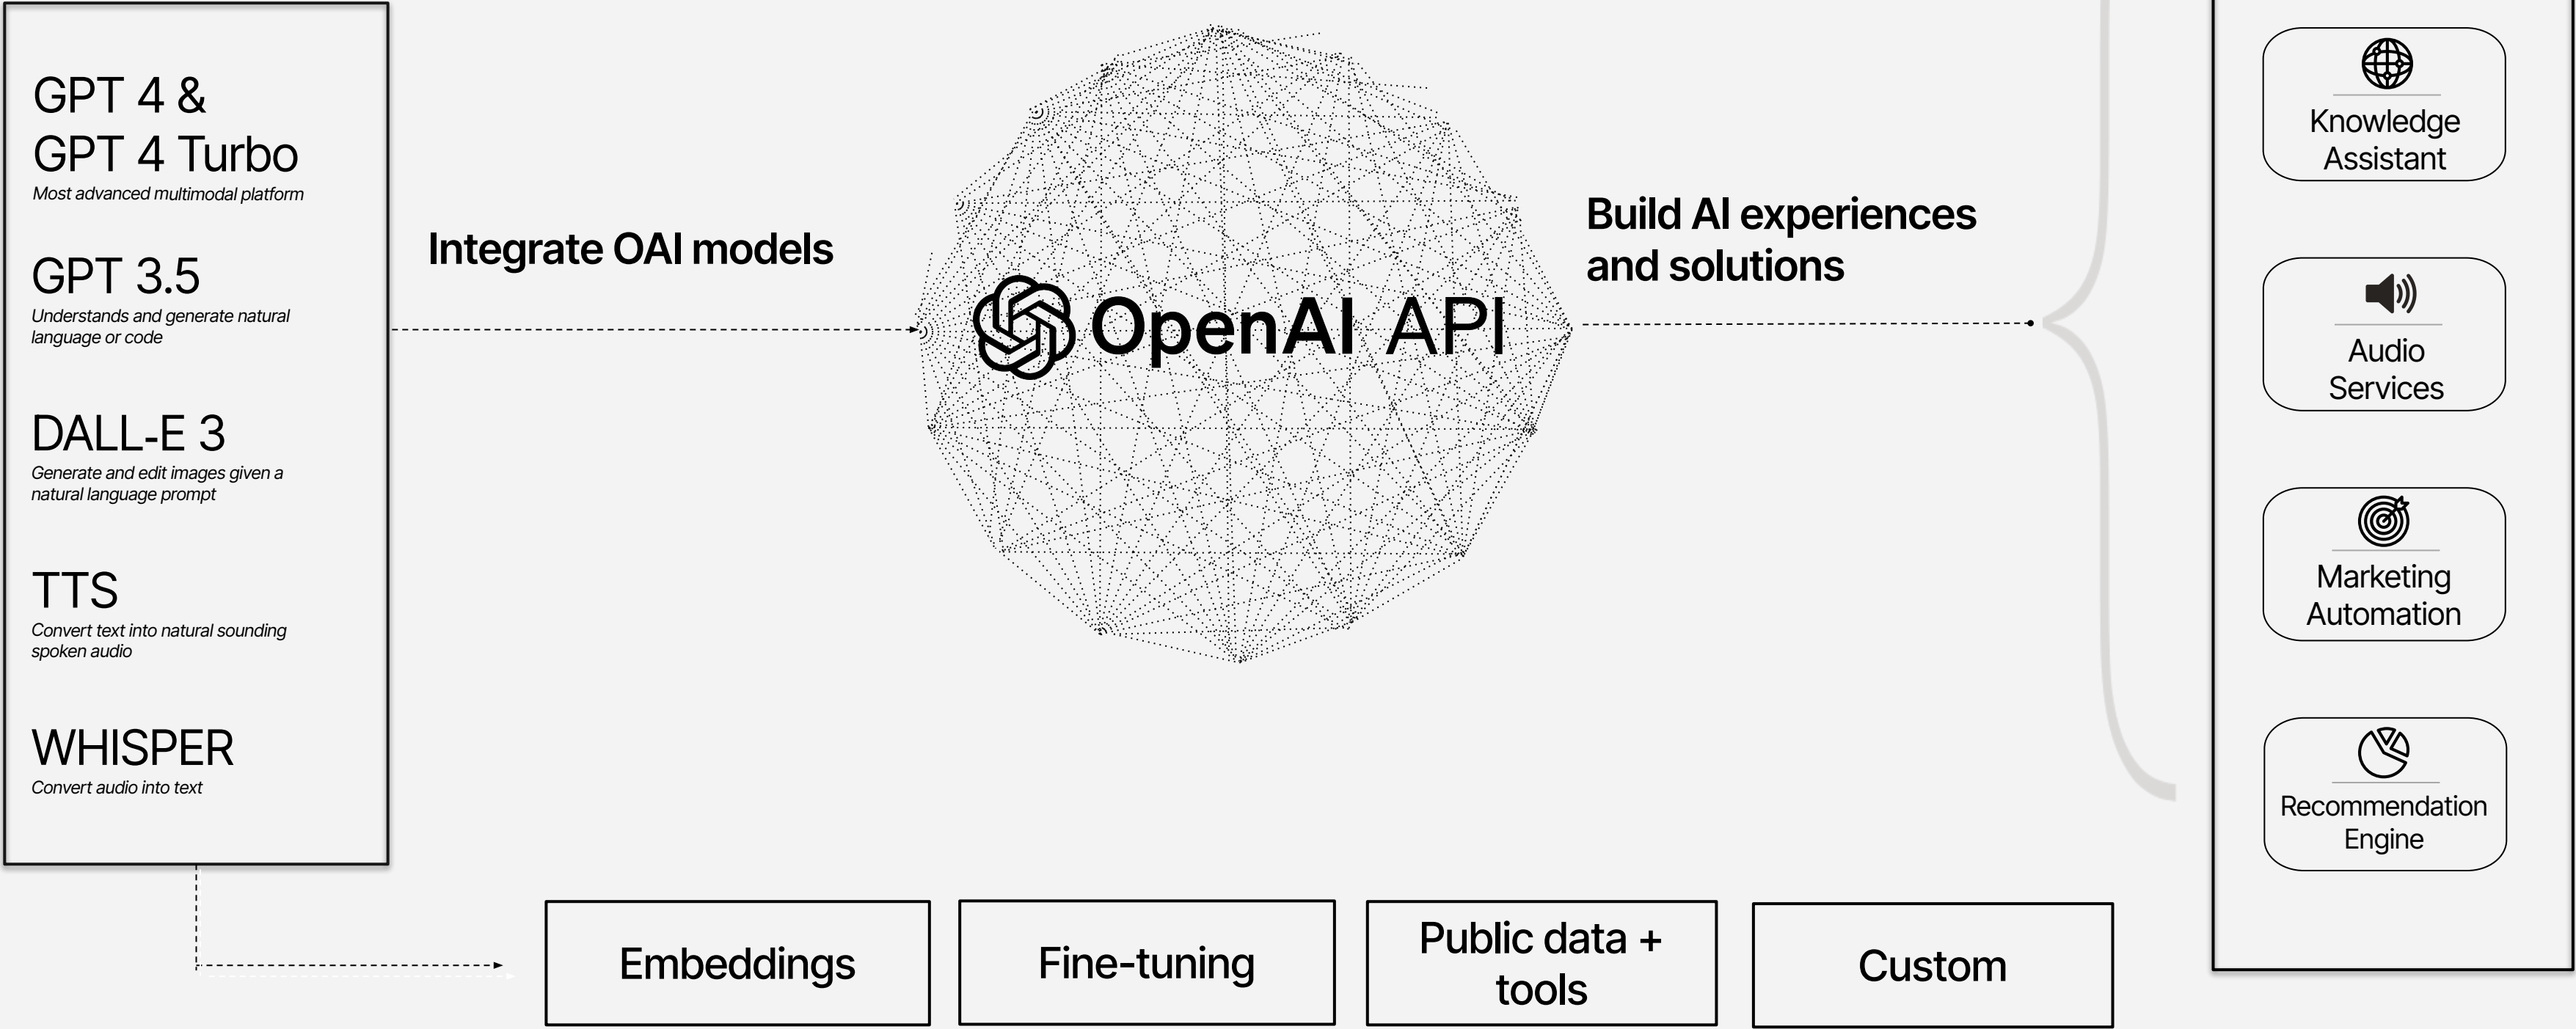 GPT 4 &
GPT 4 Turbo
Most advanced multimodal platform
GPT 3.5
Understands and generate natural
language or code
DALL-E 3
Generate and edit images given a
natural language prompt
TTS
Convert text into natural sounding
spoken audio
WHISPER
Convert audio into text
Integrate OAI models
OpenAI API
Build AI experiences
and solutions
Knowledge
Assistant
Audio
Services
Marketing
Automation
Recommendation
Engine
Embeddings
Fine-tuning
Public data +
tools
Custom